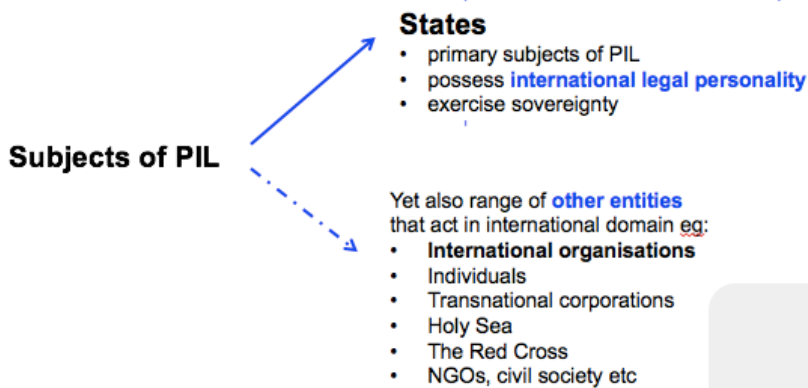 States
• primary subjects of PIL
• possess international legal personality
• exercise sovereignty
Subjects of PIL
Yet also range of other entities
that act in international domain eg:
• International organisations
• Individuals
• Transnational corporations
• Holy Sea
• The Red Cross
• NGOs, civil society etc